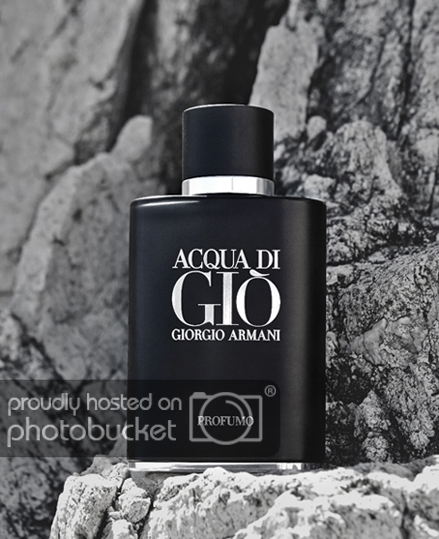 ACQUA DI
GIÒ
GIORGIO ARMANI
proudly hosted on
photobucket
®
PROFUMO